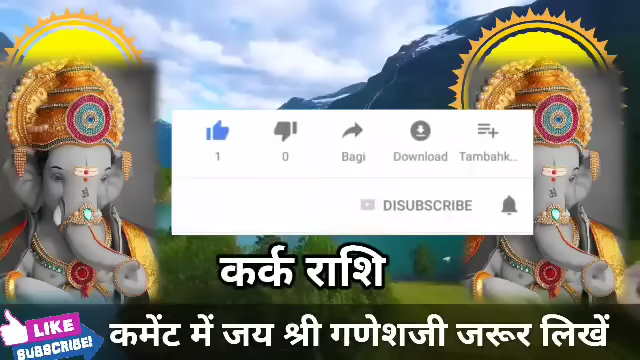 1
0
Bagi
Download
Tambahk...
DISUBSCRIBE
कर्क राशि
LIKE
SUBSCRIBE!
कमेंट में जय श्री गणेशजी जरूर लिखें